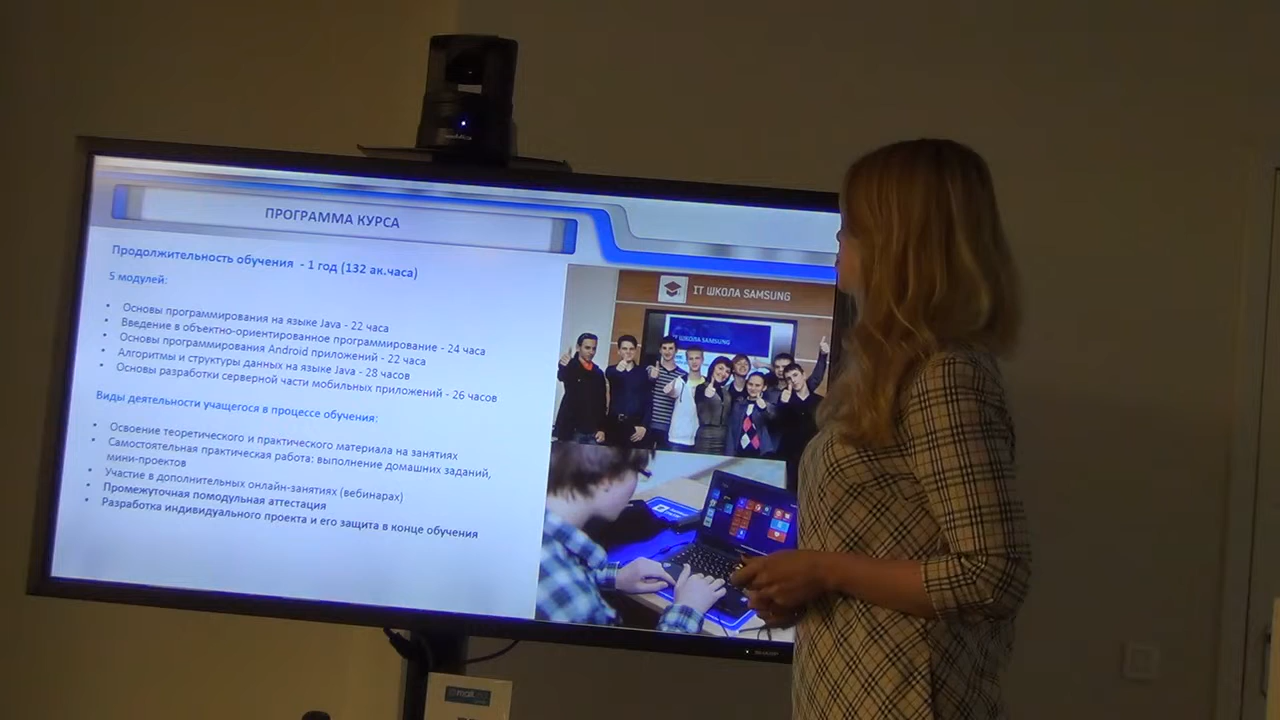 ПРОГРАММА КУРСА
Продолжительность обучения - 1 год (132 ак.часа)
5 модулей:
• Основы программирования на языке Java - 22 часа
• Введение в объектно-ориентированное программирование - 24 часа
• Основы программирования Android приложений - 22 часа
• Алгоритмы и структуры данных на языке Java - 28 часов
• Основы разработки серверной части мобильных приложений - 26 часов
Виды деятельности учащегося в процессе обучения:
• Освоение теоретического и практического материала на занятиях
• Самостоятельная практическая работа: выполнение домашних заданий,
мини-проектов
• Участие в дополнительных онлайн-занятиях (вебинарах)
• Промежуточная помодульная аттестация
• Разработка индивидуального проекта и его защита в конце обучения
IT ШКОЛА SAMSUNG
IT ШКОЛА SAMSUNG
SHARP